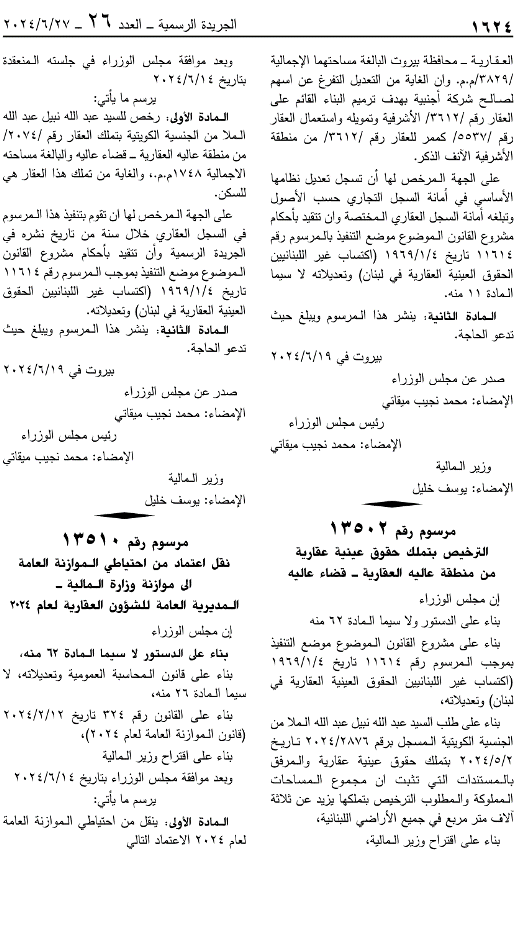 ١٦٢٤
الجريدة الرسمية ــ العدد ٢٦ ــ ٢٠٢٤/٦/٢٧
العقارية ــ محافظة بيروت البالغة مساحتهما الإجمالية
/٣٨٢٩/م.م. وان الغاية من التعديل التفرغ عن اسهم
لصالح شركة أجنبية بهدف ترميم البناء القائم على
العقار رقم /٣٦١٢/ الأشرفية وتمويله واستعمال العقار
رقم /٥٥٣٧/ كممر للعقار رقم /٣٦١٢/ من منطقة
الأشرفية الآنف الذكر.
على الجهة المرخص لها أن تسجل تعديل نظامها
الأساسي في أمانة السجل التجاري حسب الأصول
وتبلغه أمانة السجل العقاري المختصة وان تتقيد بأحكام
مشروع القانون الموضوع موضع التنفيذ بالمرسوم رقم
١١٦١٤ تاريخ ١٩٦٩/١/٤ (اكتساب غير اللبنانيين
الحقوق العينية العقارية في لبنان) وتعديلاته لا سيما
المادة ١١ منه.
المادة الثانية: ينشر هذا المرسوم ويبلغ حيث
تدعو الحاجة.
بيروت في ٢٠٢٤/٦/١٩
صدر عن مجلس الوزراء
الإمضاء: محمد نجيب ميقاتي
رئيس مجلس الوزراء
الإمضاء: محمد نجيب ميقاتي
وزير المالية
الإمضاء: يوسف خليل
مرسوم رقم ١٣٥٠٢
الترخيص بتملك حقوق عينية عقارية
من منطقة عاليه العقارية ــ قضاء عاليه
إن مجلس الوزراء
بناء على الدستور ولا سيما المادة ٦٢ منه
بناء على مشروع القانون الموضوع موضع التنفيذ
بموجب المرسوم رقم ١١٦١٤ تاريخ ١٩٦٩/١/٤
(اكتساب غير اللبنانيين الحقوق العينية العقارية في
لبنان) وتعديلاته،
بناء على طلب السيد عبد الله نبيل عبد الله الملا من
الجنسية الكويتية المسجل برقم ٢٠٢٤/٢٨٧٦ تاريخ
٢٠٢٤/٥/٢ بتملك حقوق عينية عقارية والمرفق
بالمستندات التي تثبت ان مجموع المساحات
المملوكة والمطلوب الترخيص بتملكها يزيد عن ثلاثة
آلاف متر مربع في جميع الأراضي اللبنانية،
بناء على اقتراح وزير المالية،
وبعد موافقة مجلس الوزراء في جلسته المنعقدة
بتاريخ ٢٠٢٤/٦/١٤
يرسم ما يأتي:
المادة الأولى: رخص للسيد عبد الله نبيل عبد الله
الملا من الجنسية الكويتية بتملك العقار رقم /٢٠٧٤/
من منطقة عاليه العقارية ــ قضاء عاليه والبالغة مساحته
الاجمالية ١٧٤٨م.م.، والغاية من تملك هذا العقار هي
للسكن.
على الجهة المرخص لها ان تقوم بتنفيذ هذا المرسوم
في السجل العقاري خلال سنة من تاريخ نشره في
الجريدة الرسمية وأن تتقيد بأحكام مشروع القانون
الموضوع موضع التنفيذ بموجب المرسوم رقم ١١٦١٤
تاريخ ١٩٦٩/١/٤ (اكتساب غير اللبنانيين الحقوق
العينية العقارية في لبنان) وتعديلاته.
المادة الثانية: ينشر هذا المرسوم ويبلغ حيث
تدعو الحاجة.
بيروت في ٢٠٢٤/٦/١٩
صدر عن مجلس الوزراء
الإمضاء: محمد نجيب ميقاتي
رئيس مجلس الوزراء
الإمضاء: محمد نجيب ميقاتي
وزير المالية
الإمضاء: يوسف خليل
مرسوم رقم ١٣٥١٠
نقل اعتماد من احتياطي الموازنة العامة
الى موازنة وزارة المالية ــ
المديرية العامة للشؤون العقارية لعام ٢٠٢٤
إن مجلس الوزراء
بناء على الدستور لا سيما المادة ٦٢ منه،
بناء على قانون المحاسبة العمومية وتعديلاته، لا
سيما المادة ٢٦ منه،
بناء على القانون رقم ٣٢٤ تاريخ ٢٠٢٤/٢/١٢
(قانون الموازنة العامة لعام ٢٠٢٤)،
بناء على اقتراح وزير المالية
وبعد موافقة مجلس الوزراء بتاريخ ٢٠٢٤/٦/١٤
يرسم ما يأتي:
المادة الأولى: ينقل من احتياطي الموازنة العامة
لعام ٢٠٢٤ الاعتماد التالي